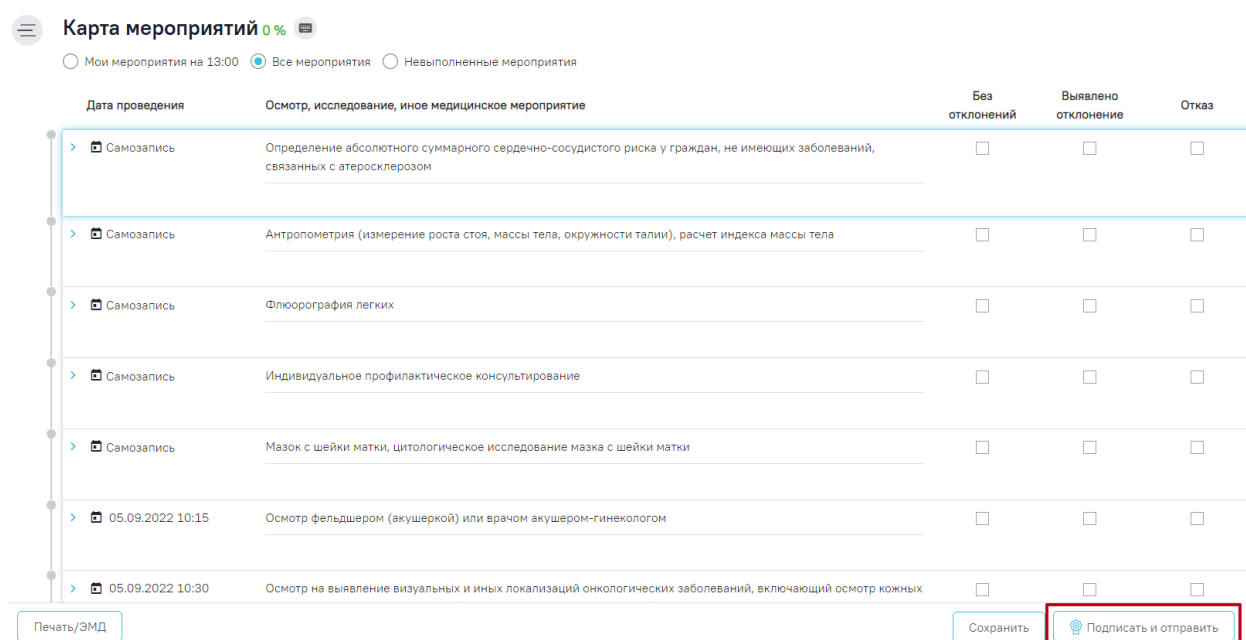 Карта мероприятий 0 %
Мои мероприятия на 13:00 Все мероприятия Невыполненные мероприятия
Дата проведения Осмотр, исследование, иное медицинское мероприятие Без отклонений Выявлено отклонение Отказ
Самозапись Определение абсолютного суммарного сердечно-сосудистого риска у граждан, не имеющих заболеваний,
связанных с атеросклерозом
Самозапись Антропометрия (измерение роста стоя, массы тела, окружности талии), расчет индекса массы тела
Самозапись Флюорография легких
Самозапись Индивидуальное профилактическое консультирование
Самозапись Мазок с шейки матки, цитологическое исследование мазка с шейки матки
05.09.2022 10:15 Осмотр фельдшером (акушеркой) или врачом акушером-гинекологом
05.09.2022 10:30 Осмотр на выявление визуальных и иных локализаций онкологических заболеваний, включающий осмотр кожных
Печать/ЭМД Сохранить Подписать и отправить